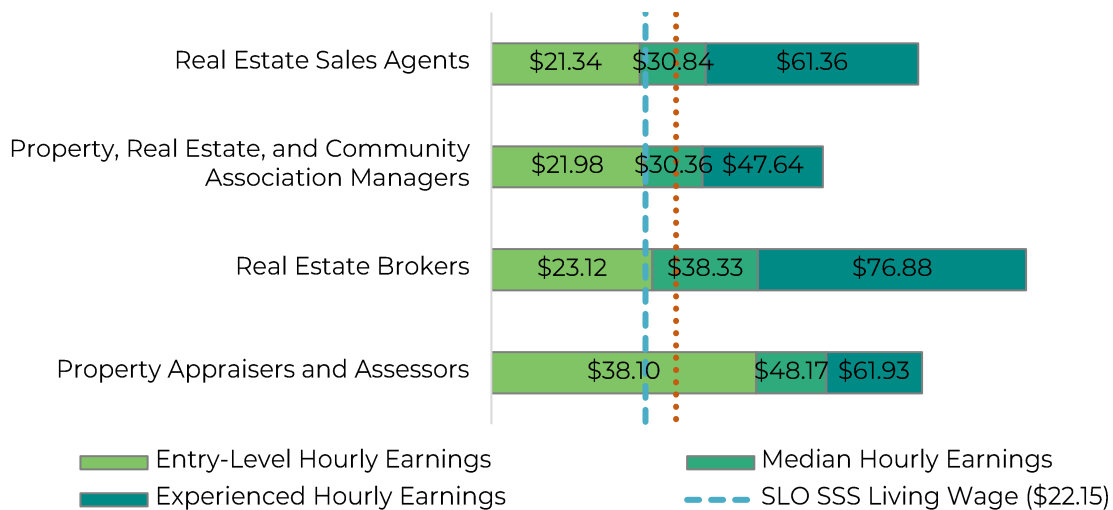 Real Estate Sales Agents $21.34 $30.84 $61.36
Property, Real Estate, and Community
Association Managers $21.98 $30.36 $47.64
Real Estate Brokers $23.12 $38.33 $76.88
Property Appraisers and Assessors $38.10 $48.17 $61.93
Entry-Level Hourly Earnings Median Hourly Earnings
Experienced Hourly Earnings SLO SSS Living Wage ($22.15)